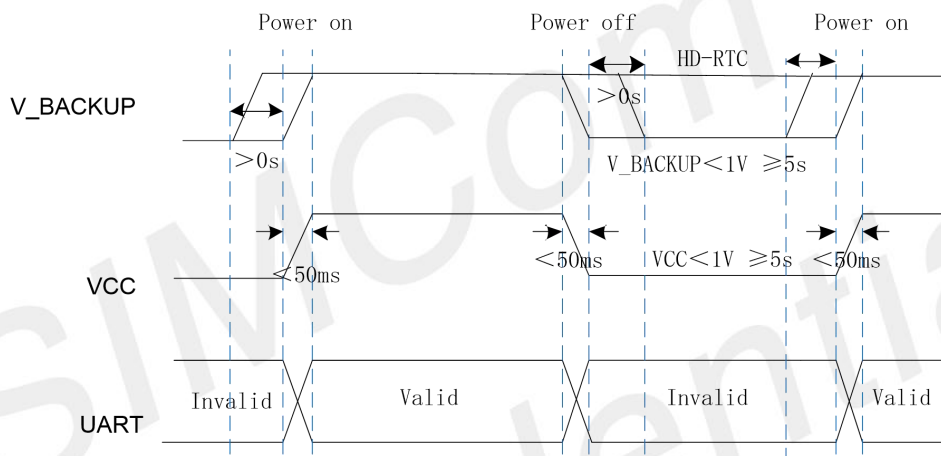 Power on Power off Power on
HD-RTC
V_BACKUP
>0s
>0s
V_BACKUP<1V ≥5s
<50ms
<50ms VCC<1V ≥5s <50ms
VCC
Invalid Valid Invalid Valid
UART
SIMCom